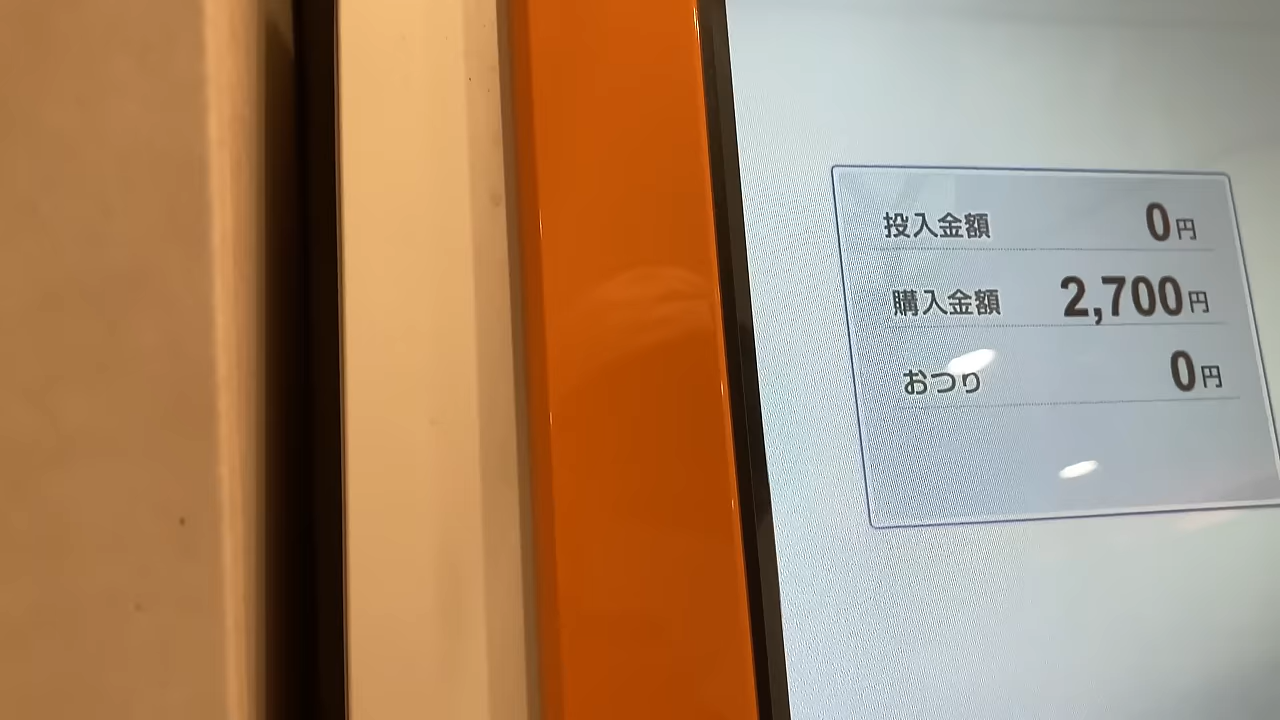 投入金額 0円
購入金額 2,700円
おつり 0円